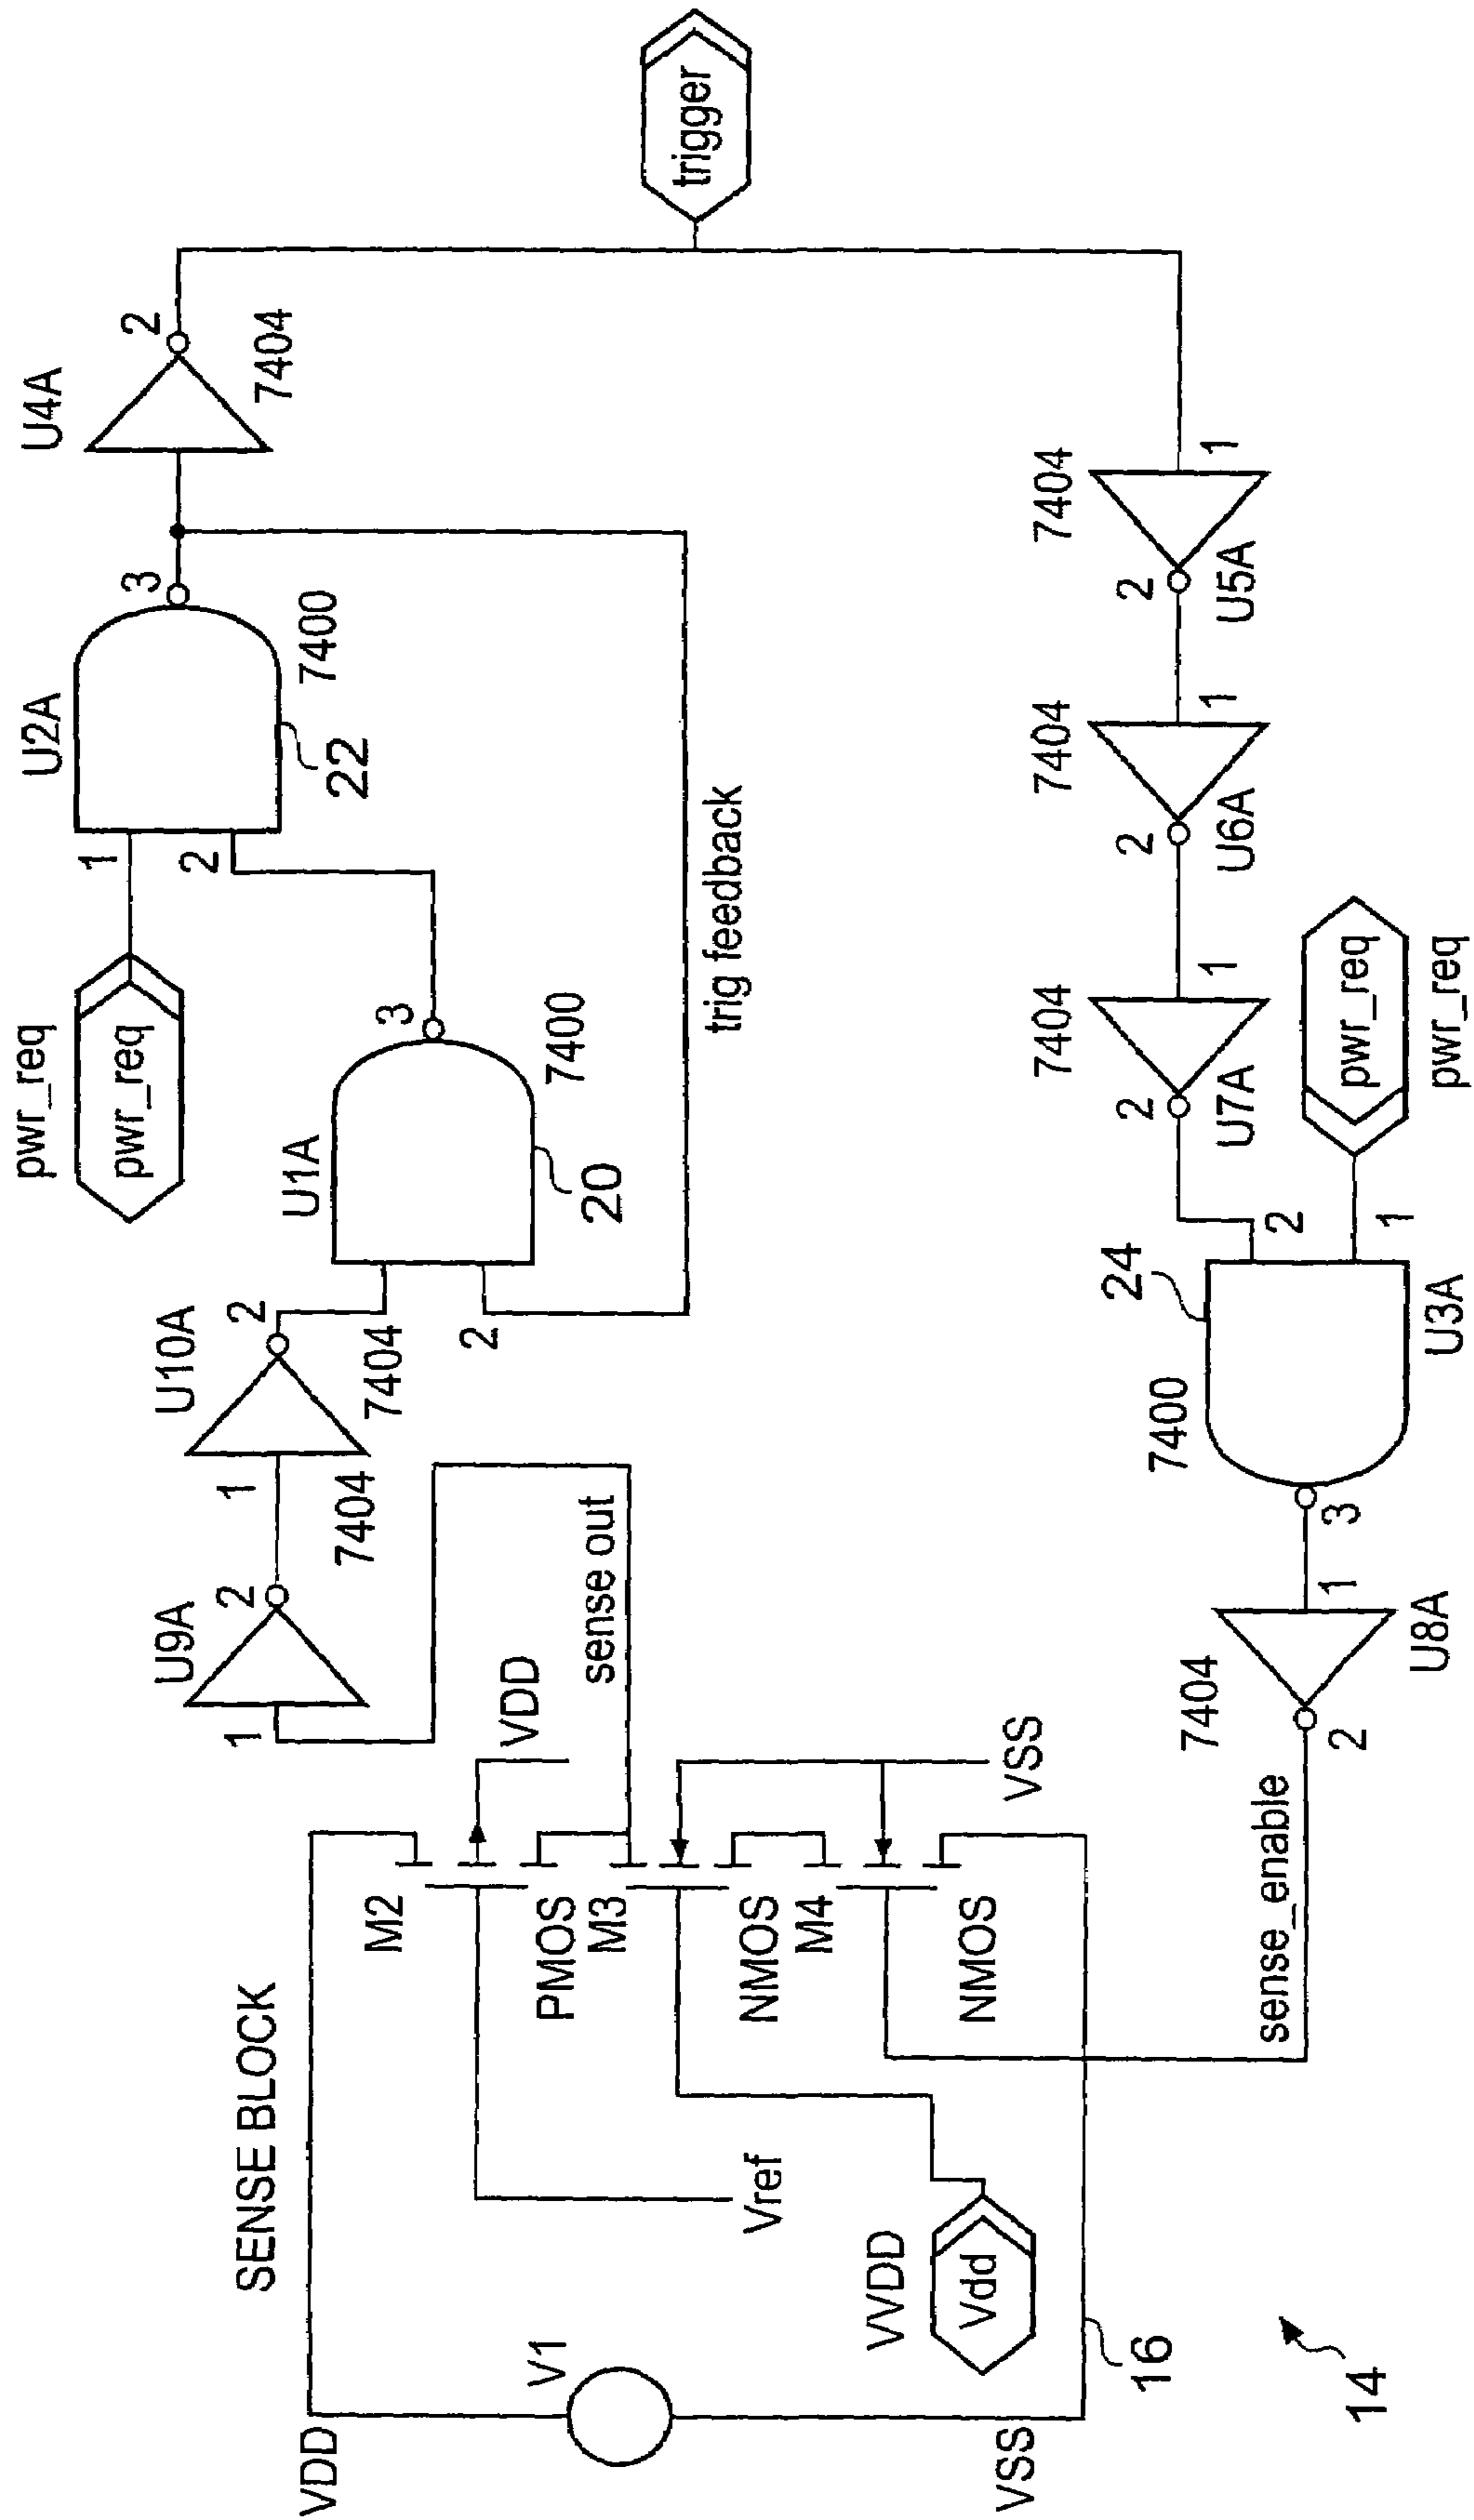 SENSE BLOCK
VDD
V1
VSS
16
14
VVDD
Vdd
Vref
M2
PMOS
M3
NMOS
M4
NMOS
VDD
VSS
sense out
sense_enable
U9A
1
2
7404
U10A
1
2
7404
U1A
2
3
7400
20
pwr_req
pwr_req
U2A
1
2
3
7400
22
trig feedback
U4A
2
7404
trigger
7404
1
2
U5A
7404
1
2
U6A
7404
1
2
U7A
pwr_req
pwr_req
24
2
1
7400
3
U3A
7404
1
2
U8A